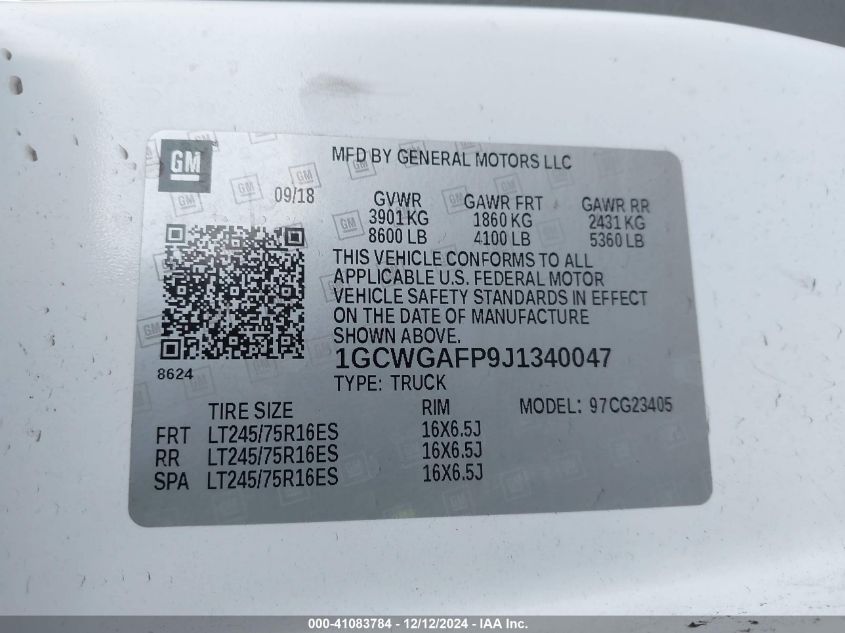 GM
MFD BY GENERAL MOTORS LLC
09/18
GVWR GAWR FRT GAWR RR
3901 KG 1860 KG 2431 KG
8600 LB 4100 LB 5360 LB
THIS VEHICLE CONFORMS TO ALL
APPLICABLE U.S. FEDERAL MOTOR
VEHICLE SAFETY STANDARDS IN EFFECT
ON THE DATE OF MANUFACTURE
SHOWN ABOVE.
8624
1GCWGAFP9J1340047
TYPE: TRUCK
TIRE SIZE RIM MODEL: 97CG23405
FRT LT245/75R16ES 16X6.5J
RR LT245/75R16ES 16X6.5J
SPA LT245/75R16ES 16X6.5J
000-41083784 - 12/12/2024 - IAA Inc.